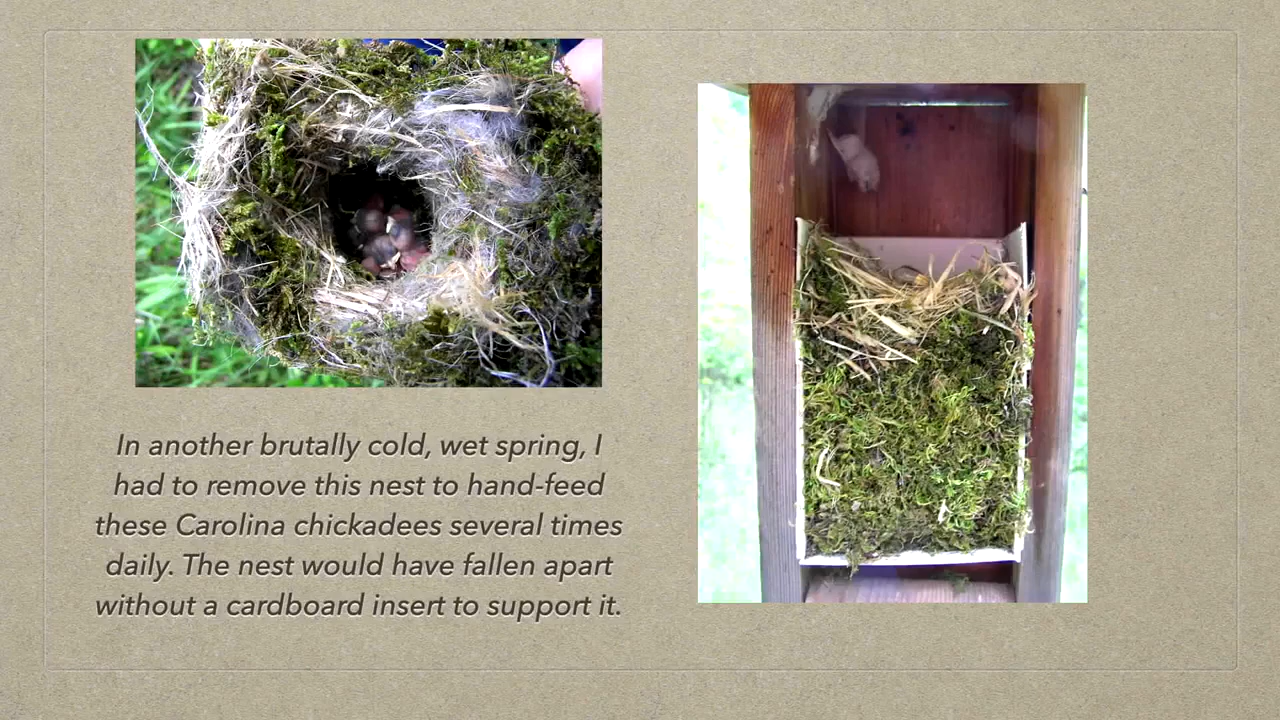 In another brutally cold, wet spring, I
had to remove this nest to hand-feed
these Carolina chickadees several times
daily. The nest would have fallen apart
without a cardboard insert to support it.